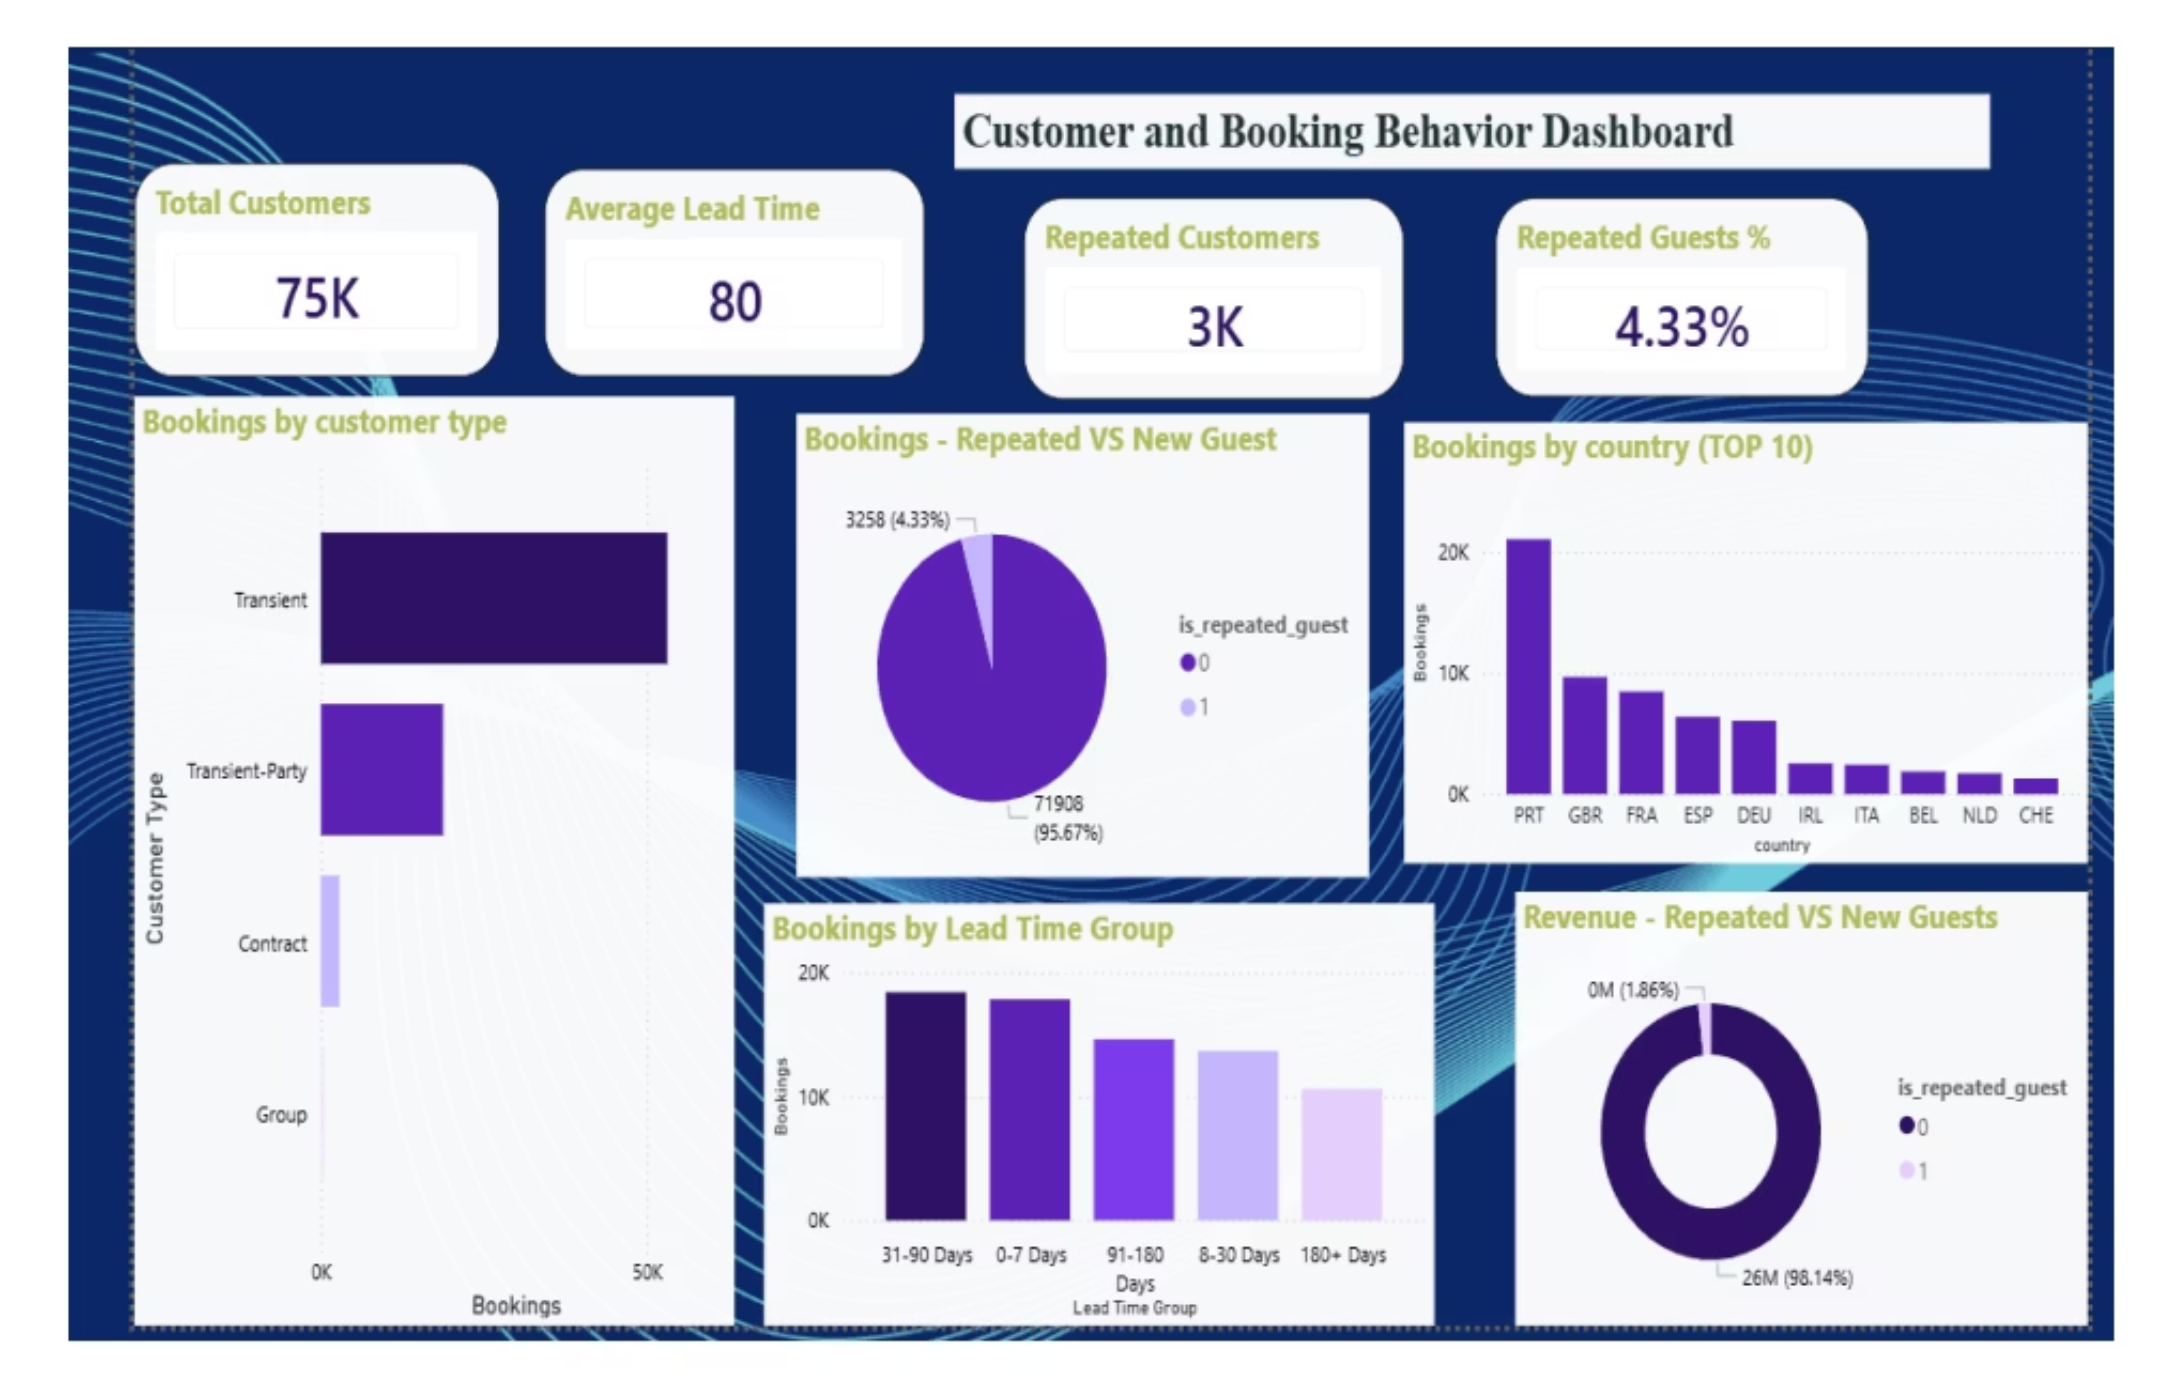 Customer and Booking Behavior Dashboard
Total Customers
75K
Average Lead Time
80
Repeated Customers
3K
Repeated Guests %
4.33%
Bookings by customer type
Customer Type
Transient
Transient-Party
Contract
Group
0K
50K
Bookings
Bookings - Repeated VS New Guest
3258 (4.33%)
71908
(95.67%)
is_repeated_guest
0
1
Bookings by country (TOP 10)
Bookings
20K
10K
0K
PRT
GBR
FRA
ESP
DEU
IRL
ITA
BEL
NLD
CHE
country
Bookings by Lead Time Group
Bookings
20K
10K
0K
31-90 Days
0-7 Days
91-180
Days
8-30 Days
180+ Days
Lead Time Group
Revenue - Repeated VS New Guests
0M (1.86%)
26M (98.14%)
is_repeated_guest
0
1